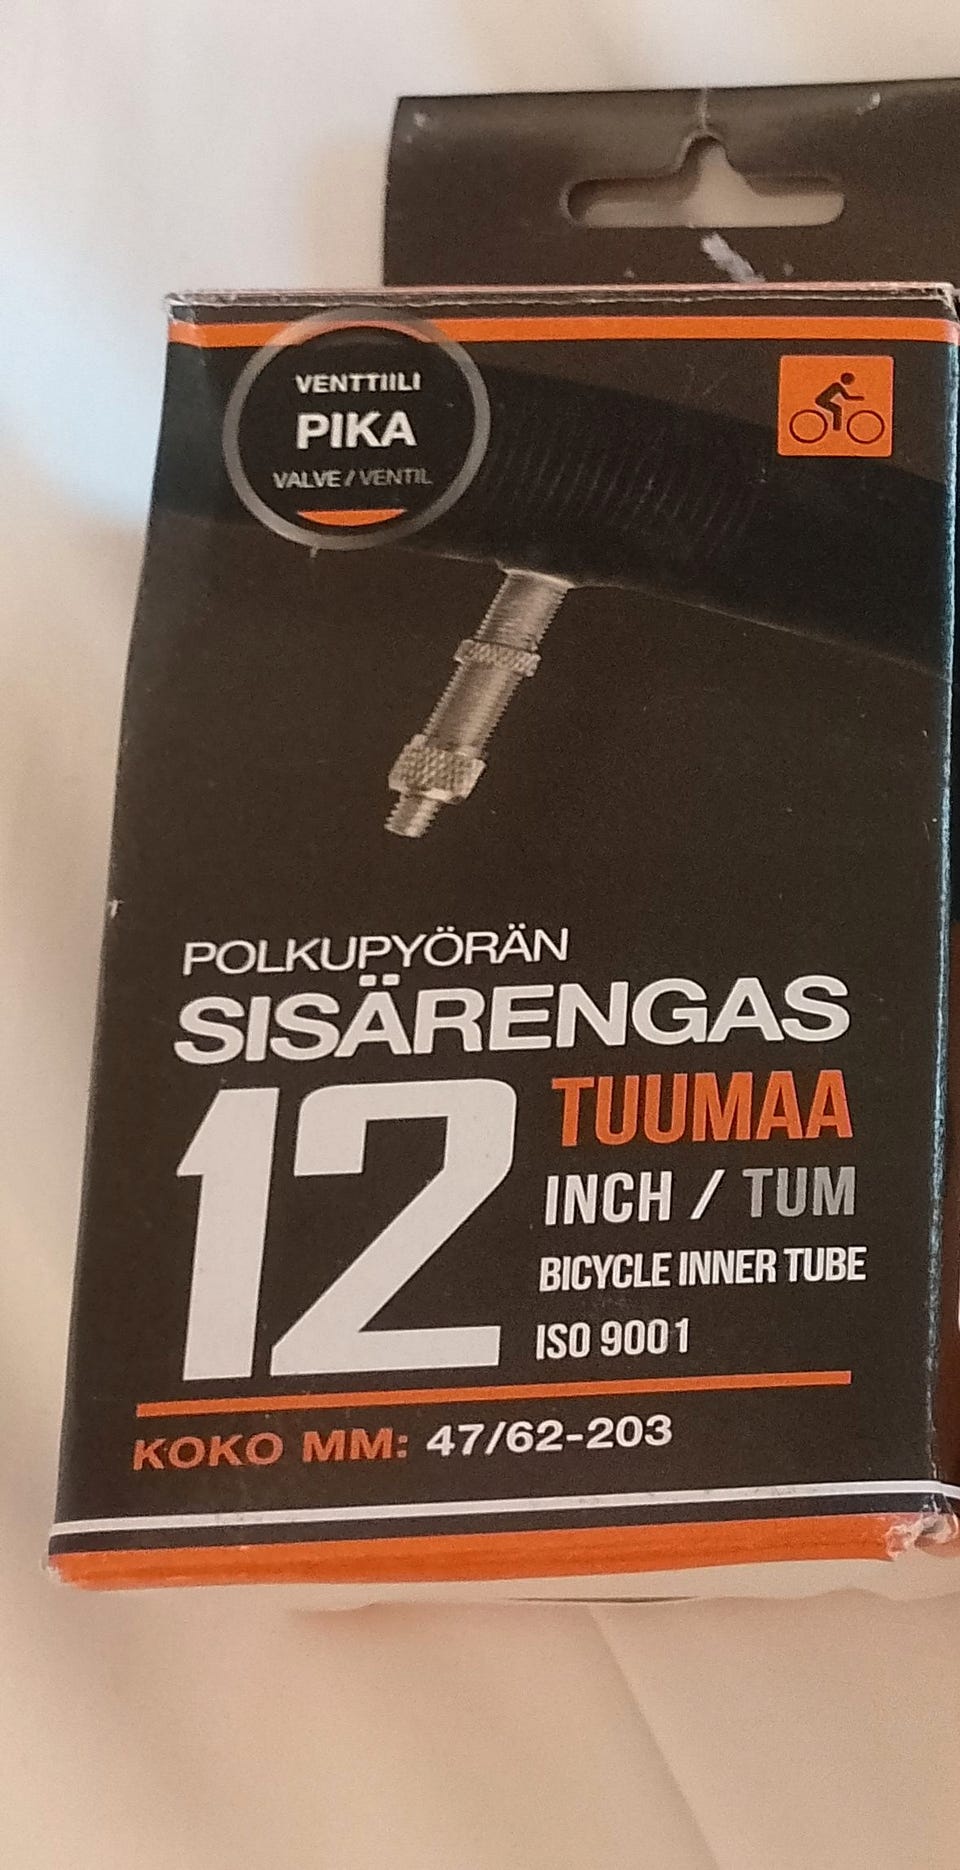 VENTTIILI
PIKA
VALVE / VENTIL
POLKUPYÖRÄN
SISÄRENGAS
12 TUUMAA
INCH / TUM
BICYCLE INNER TUBE
ISO 9001
KOKO MM: 47/62-203